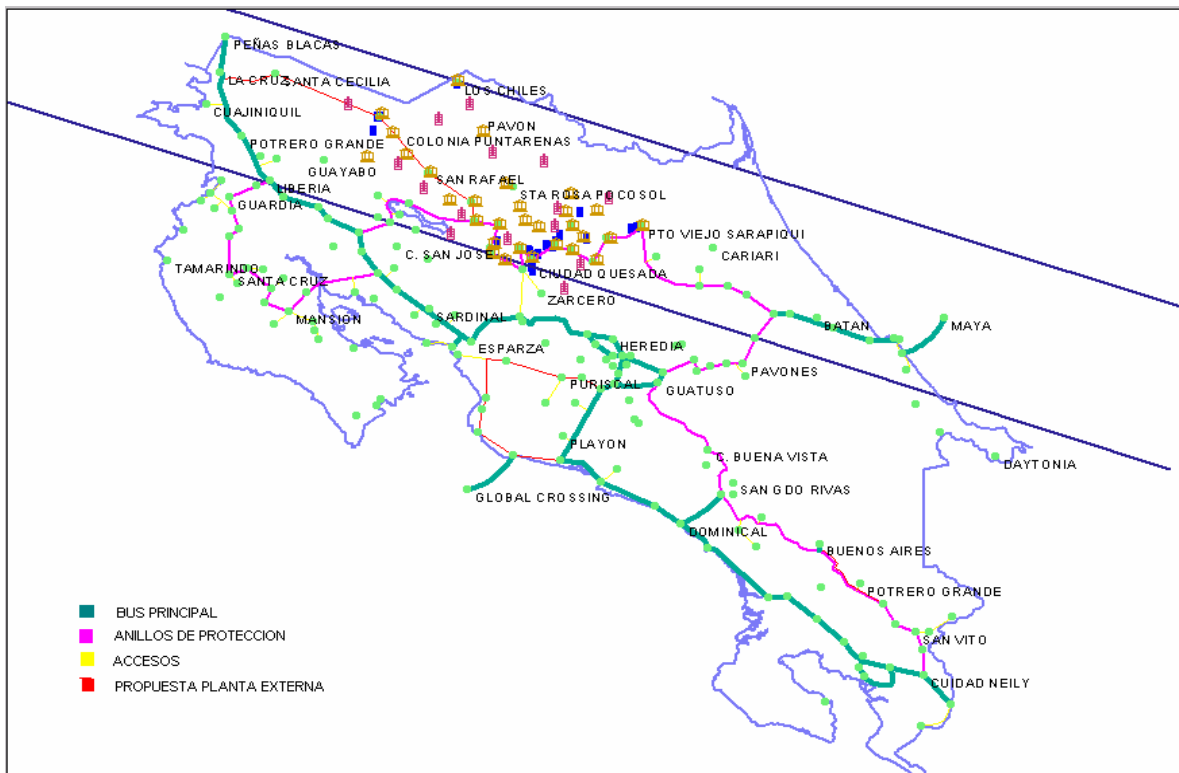 PEÑAS BLACAS
LA CRUZ
SANTA CECILIA
LOS CHILES
CUAJINIQUIL
PAVON
POTRERO GRANDE
COLONIA PUNTARENAS
GUAYABO
SAN RAFAEL
LIBERIA
STA ROSA POCOSOL
GUARDIA
PTO VIEJO SARAPIQUI
C. SAN JOSE
CARIARI
TAMARINDO
CIUDAD QUESADA
SANTA CRUZ
ZARCERO
MANSION
SARDINAL
BATAN
MAYA
ESPARZA
HEREDIA
PAVONES
PURISCAL
GUATUSO
PLAYON
C. BUENA VISTA
DAYTONIA
GLOBAL CROSSING
SAN GDO RIVAS
DOMINICAL
BUENOS AIRES
POTRERO GRANDE
SAN VITO
CUIDAD NEILY
BUS PRINCIPAL
ANILLOS DE PROTECCION
ACCESOS
PROPUESTA PLANTA EXTERNA